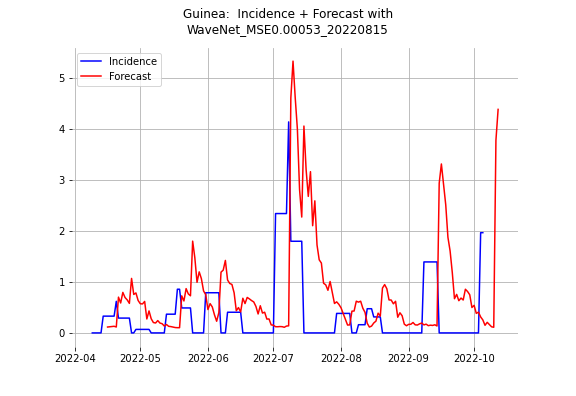 Guinea:  Incidence + Forecast with
WaveNet_MSE0.00053_20220815
Incidence
Forecast
5
4
3
2
1
0
2022-04 2022-05 2022-06 2022-07 2022-08 2022-09 2022-10